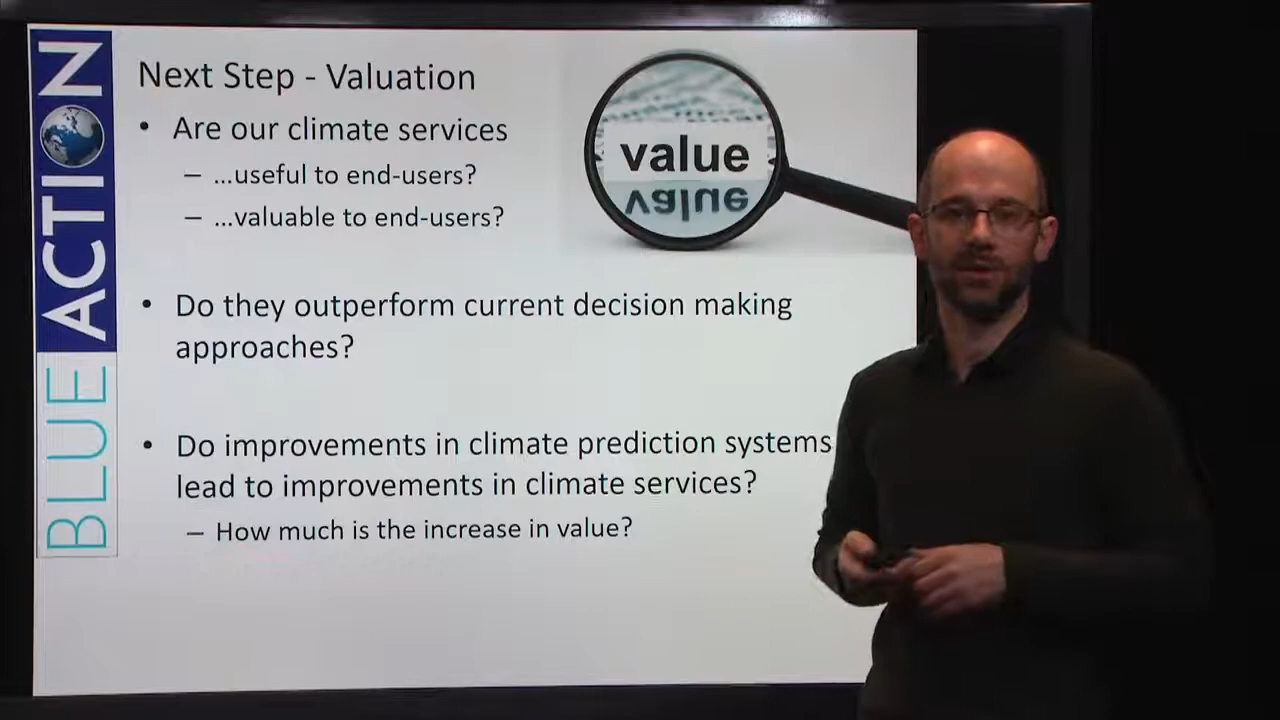 BLUE ACTION
Next Step - Valuation
• Are our climate services
– ...useful to end-users?
– ...valuable to end-users?
value
value
• Do they outperform current decision making
approaches?
• Do improvements in climate prediction systems
lead to improvements in climate services?
– How much is the increase in value?